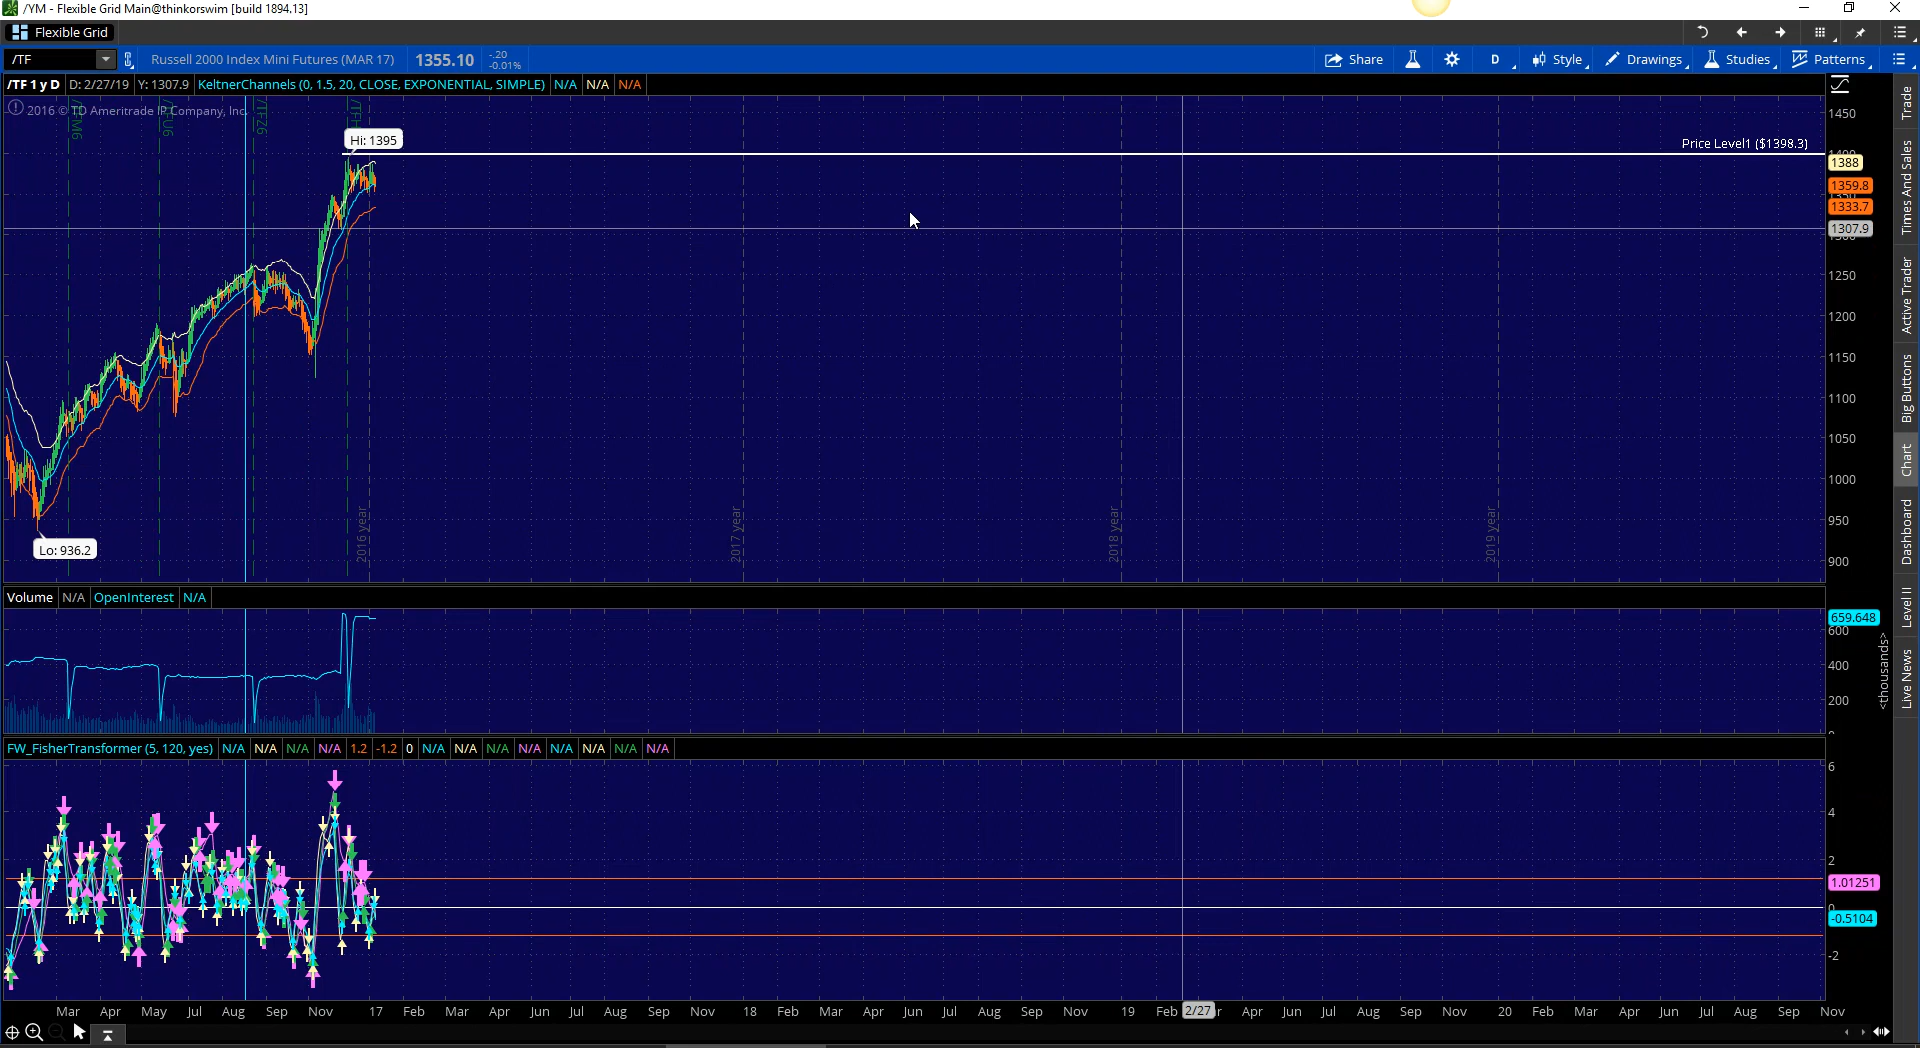 /YM - Flexible Grid Main@thinkorswim [build 1894.13]
Flexible Grid
/TF
Russell 2000 Index Mini Futures (MAR 17)
1355.10
-.20
-0.01%
Share
D
Style
Drawings
Studies
Patterns
/TF 1 y D
D: 2/27/19
Y: 1307.9
KeltnerChannels (0, 1.5, 20, CLOSE, EXPONENTIAL, SIMPLE)
N/A
N/A
N/A
2016 © TD Ameritrade IP Company, Inc.
Hi: 1395
Price Level1 ($1398.3)
Lo: 936.2
2016 year
2017 year
2018 year
2019 year
1450
1388
1359.8
1333.7
1307.9
1250
1200
1150
1100
1050
1000
950
900
Volume
N/A
OpenInterest
N/A
659.648
600
400
200
<thousands>
FW_FisherTransformer (5, 120, yes)
N/A
N/A
N/A
N/A
1.2
-1.2
0
N/A
N/A
N/A
N/A
N/A
N/A
N/A
N/A
6
4
2
1.01251
-0.5104
-2
Mar Apr May Jul Aug Sep Nov 17 Feb Mar Apr Jun Jul Aug Sep Nov 18 Feb Mar Apr Jun Jul Aug Sep Nov 19 Feb 2/27 Apr Jun Jul Aug Sep Nov 20 Feb Mar Apr Jun Jul Aug Sep Nov
Trade
Times And Sales
Active Trader
Big Buttons
Chart
Dashboard
Level II
Live News